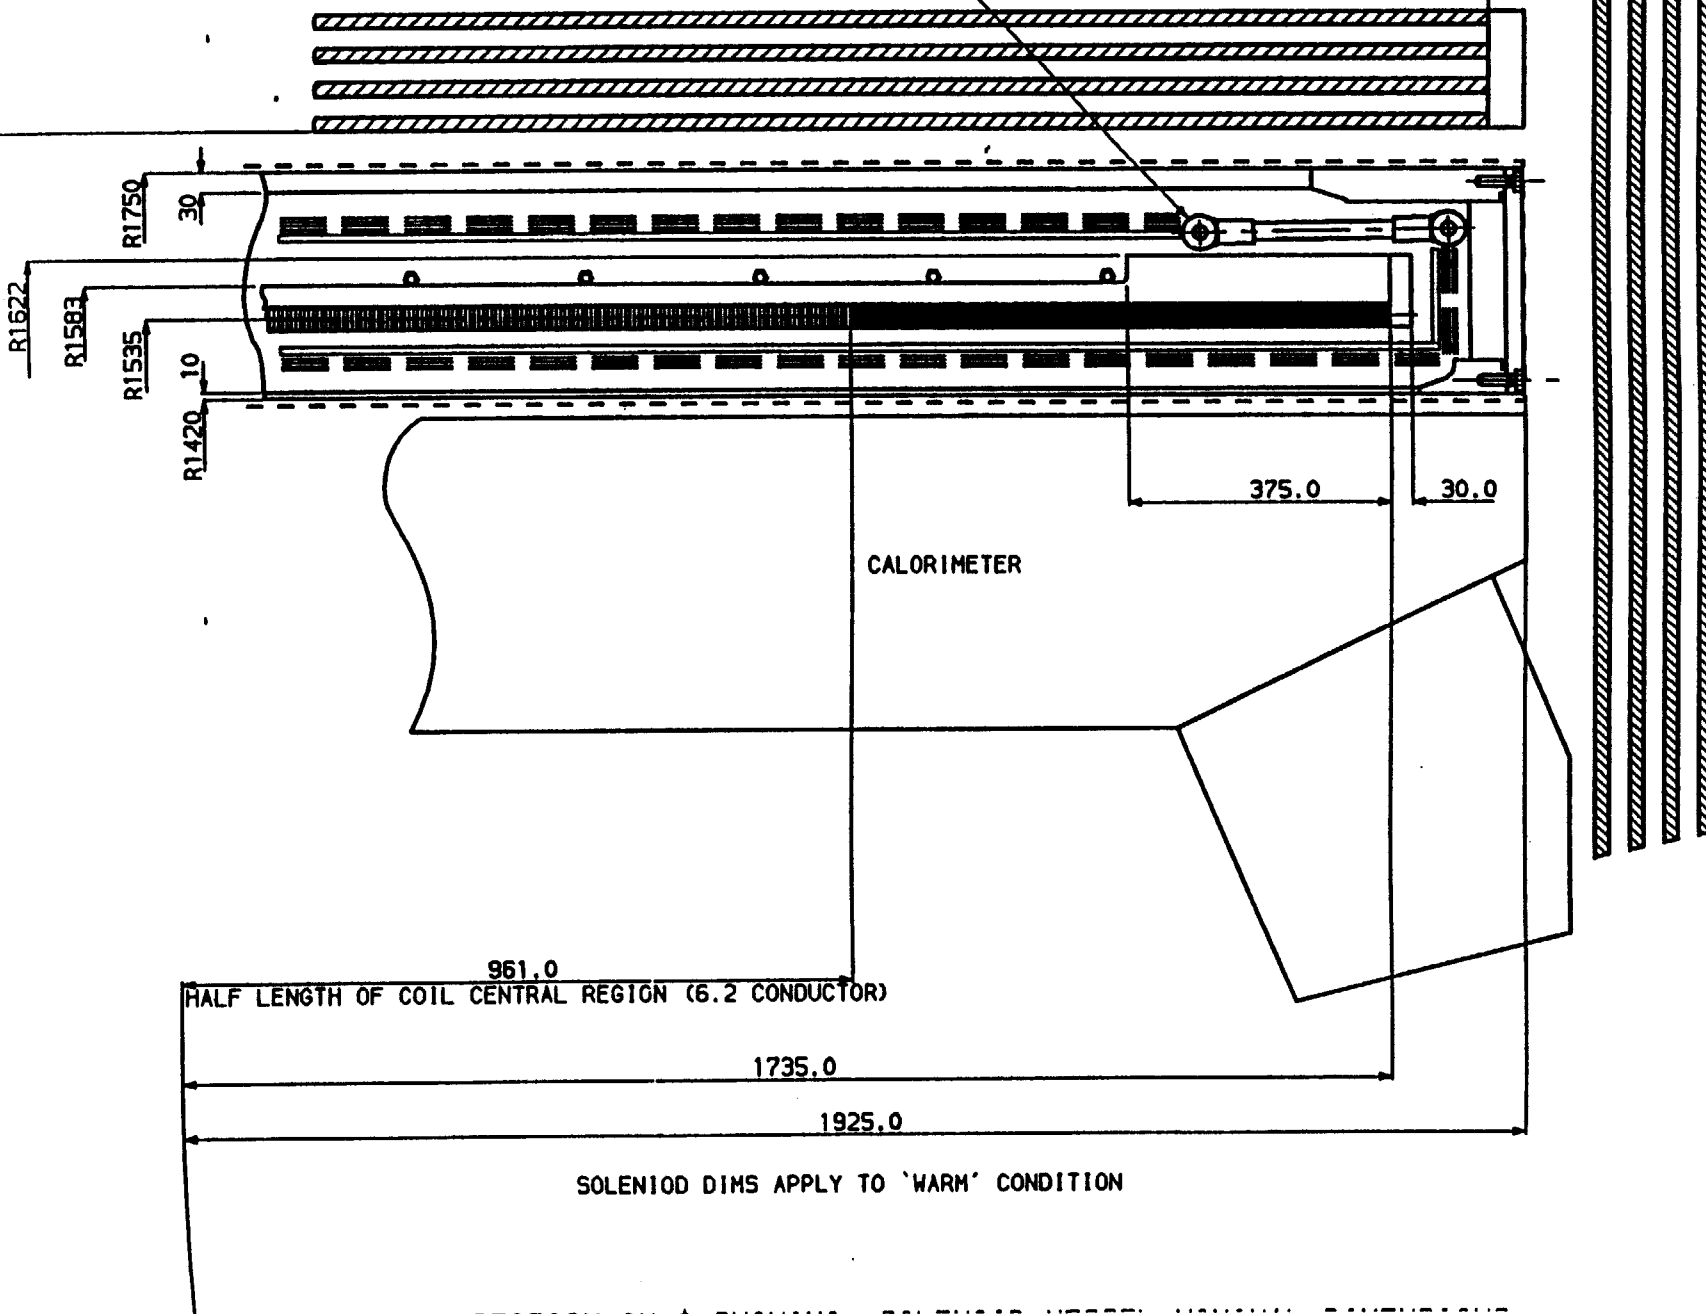 R1750
30
R1622
R1583
R1535
10
R1420
375.0
30.0
CALORIMETER
961.0
HALF LENGTH OF COIL CENTRAL REGION (6.2 CONDUCTOR)
1735.0
1925.0
SOLENIOD DIMS APPLY TO 'WARM' CONDITION